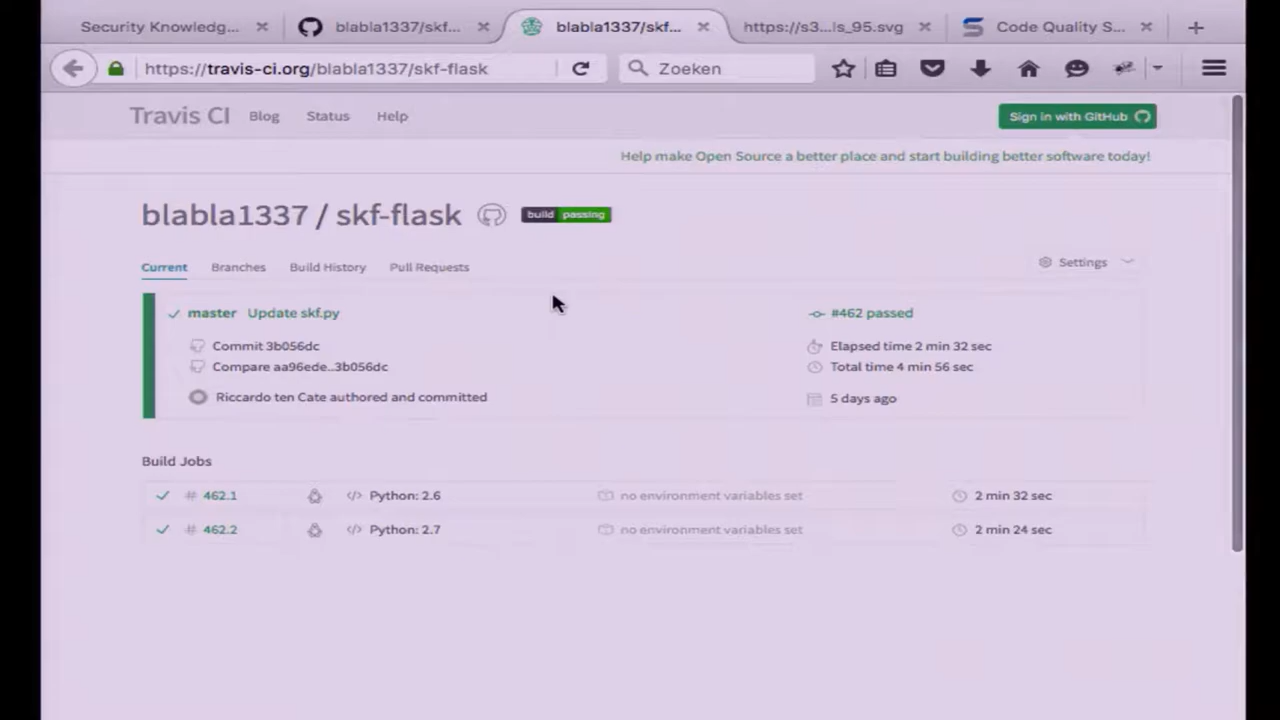 Security Knowledg...
blabla1337/skf...
blabla1337/skf...
https://s3...ls_95.svg
Code Quality S...
https://travis-ci.org/blabla1337/skf-flask
Zoeken
Travis CI
Blog
Status
Help
Sign in with GitHub
Help make Open Source a better place and start building better software today!
blabla1337 / skf-flask
build passing
Current
Branches
Build History
Pull Requests
Settings
master Update skf.py
#462 passed
Commit 3b056dc
Elapsed time 2 min 32 sec
Compare aa96ede..3b056dc
Total time 4 min 56 sec
Riccardo ten Cate authored and committed
5 days ago
Build Jobs
# 462.1
</> Python: 2.6
no environment variables set
2 min 32 sec
# 462.2
</> Python: 2.7
no environment variables set
2 min 24 sec